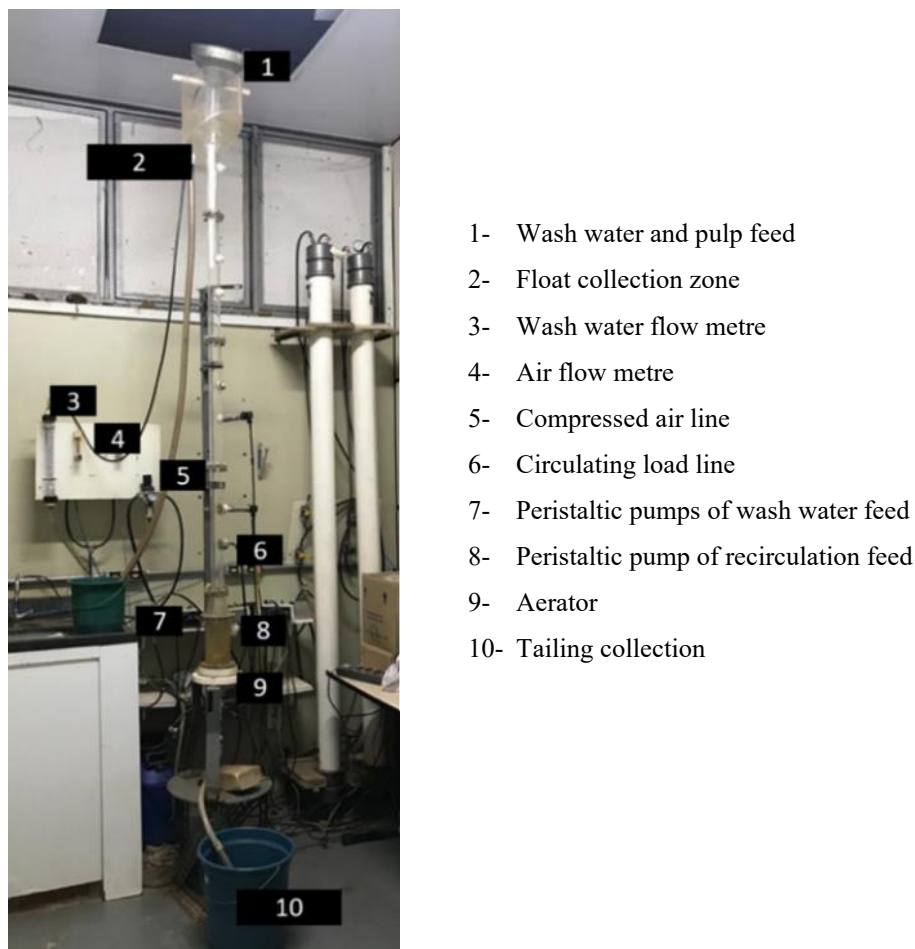 1
2
3
4
5
6
7
8
9
10
1- Wash water and pulp feed
2- Float collection zone
3- Wash water flow metre
4- Air flow metre
5- Compressed air line
6- Circulating load line
7- Peristaltic pumps of wash water feed
8- Peristaltic pump of recirculation feed
9- Aerator
10- Tailing collection